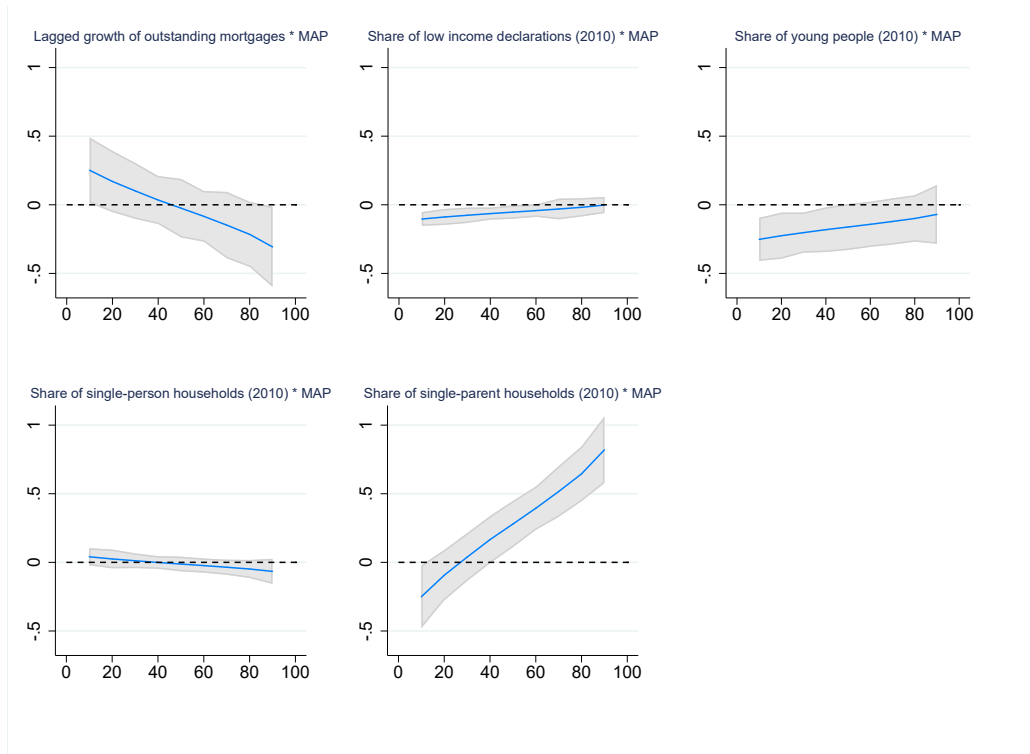 Lagged growth of outstanding mortgages * MAP
1
.5
0
-.5
0 20 40 60 80 100
Share of low income declarations (2010) * MAP
1
.5
0
-.5
0 20 40 60 80 100
Share of young people (2010) * MAP
1
.5
0
-.5
0 20 40 60 80 100
Share of single-person households (2010) * MAP
1
.5
0
-.5
0 20 40 60 80 100
Share of single-parent households (2010) * MAP
1
.5
0
-.5
0 20 40 60 80 100